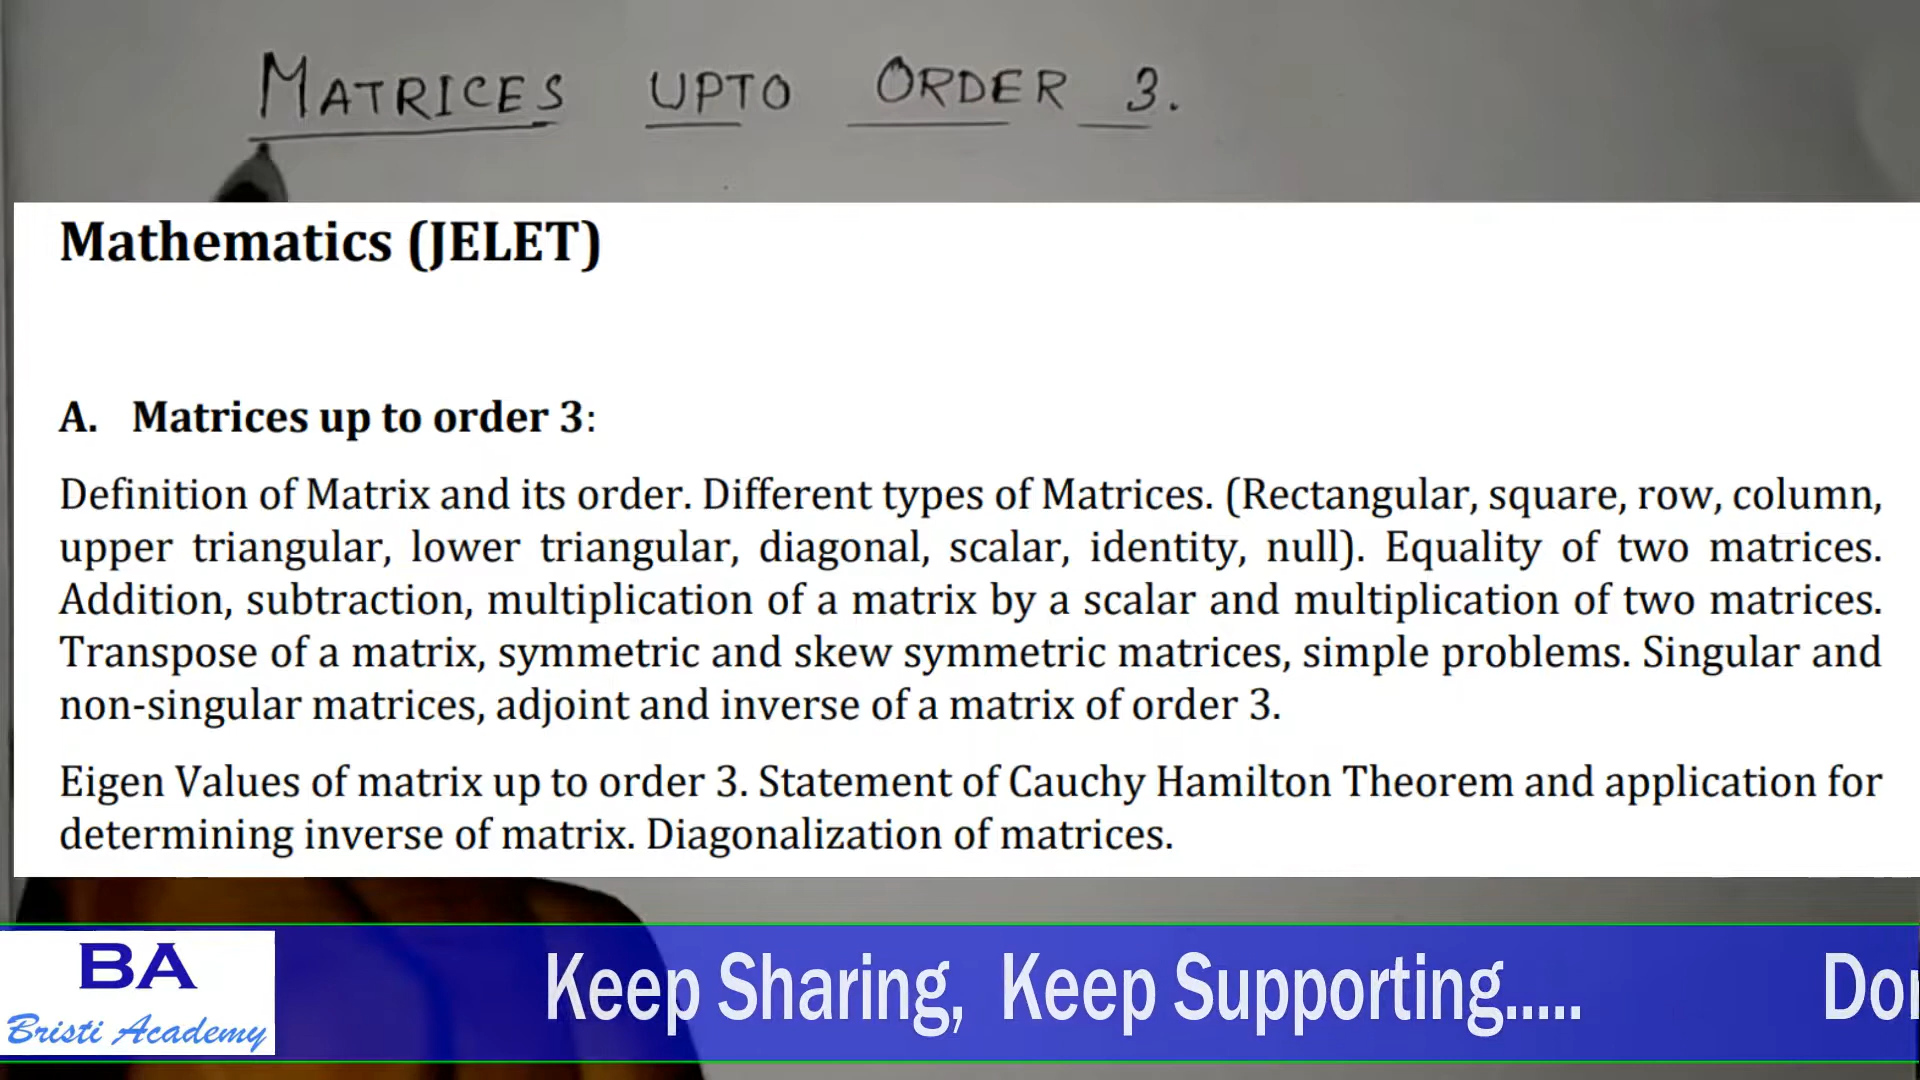 MATRICES UPTO ORDER 3.
Mathematics (JELET)
A. Matrices up to order 3:
Definition of Matrix and its order. Different types of Matrices. (Rectangular, square, row, column,
upper triangular, lower triangular, diagonal, scalar, identity, null). Equality of two matrices.
Addition, subtraction, multiplication of a matrix by a scalar and multiplication of two matrices.
Transpose of a matrix, symmetric and skew symmetric matrices, simple problems. Singular and
non-singular matrices, adjoint and inverse of a matrix of order 3.
Eigen Values of matrix up to order 3. Statement of Cauchy Hamilton Theorem and application for
determining inverse of matrix. Diagonalization of matrices.
BA
Bristi Academy
Keep Sharing, Keep Supporting.....